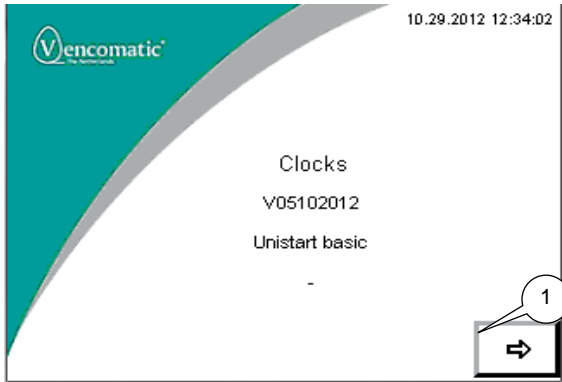 10.29.2012 12:34:02
Vencomatic
The Netherlands
Clocks
V05102012
Unistart basic
-
1